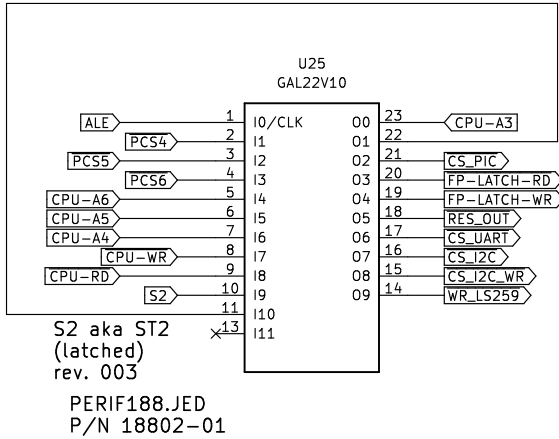 U25
GAL22V10
ALE 1 I0/CLK O0 23 CPU-A3
PCS4 2 I1 O1 22
PCS5 3 I2 O2 21 CS_PIC
PCS6 4 I3 O3 20 FP-LATCH-RD
CPU-A6 5 I4 O4 19 FP-LATCH-WR
CPU-A5 6 I5 O5 18 RES_OUT
CPU-A4 7 I6 O6 17 CS_UART
CPU-WR 8 I7 O7 16 CS_I2C
CPU-RD 9 I8 O8 15 CS_I2C_WR
S2 10 I9 O9 14 WR_LS259
11 I10
13 I11
S2 aka ST2
(latched)
rev. 003
PERIF188.JED
P/N 18802-01